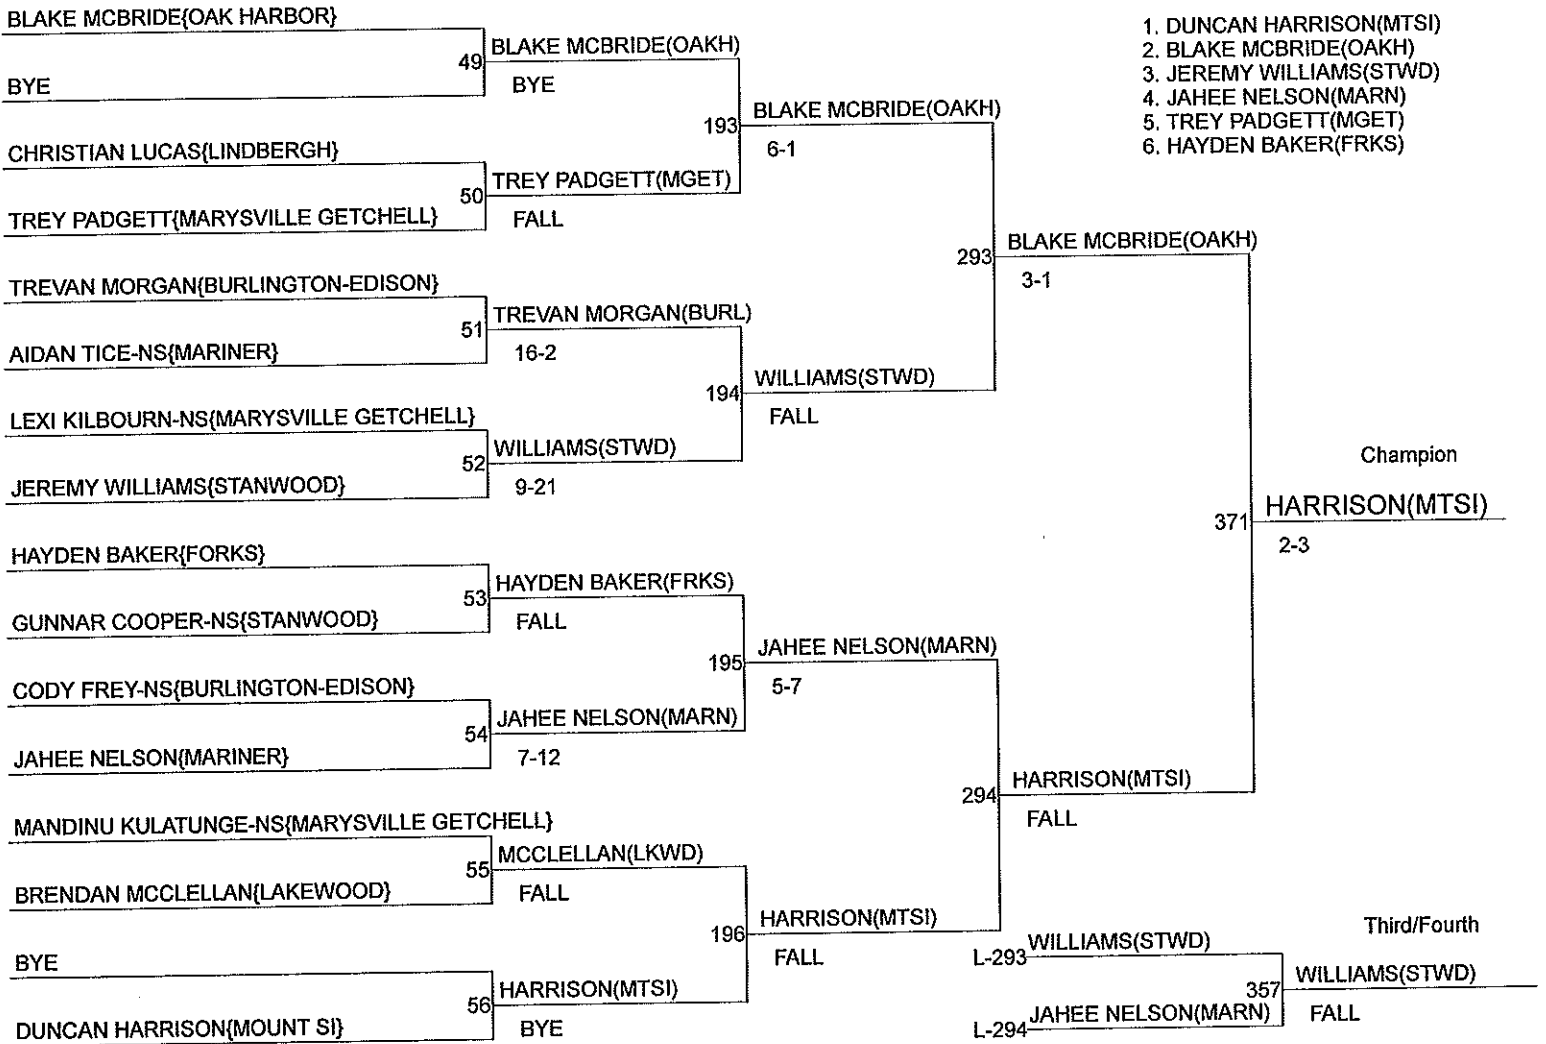 BLAKE MCBRIDE{OAK HARBOR}
49
BLAKE MCBRIDE(OAKH)
BYE
BYE
193
BLAKE MCBRIDE(OAKH)
6-1
CHRISTIAN LUCAS{LINDBERGH}
50
TREY PADGETT(MGET)
TREY PADGETT{MARYSVILLE GETCHELL}
FALL
293
BLAKE MCBRIDE(OAKH)
3-1
TREVAN MORGAN{BURLINGTON-EDISON}
51
TREVAN MORGAN(BURL)
AIDAN TICE-NS{MARINER}
16-2
194
WILLIAMS(STWD)
FALL
LEXI KILBOURN-NS{MARYSVILLE GETCHELL}
52
WILLIAMS(STWD)
JEREMY WILLIAMS{STANWOOD}
9-21
Champion
371
HARRISON(MTSI)
2-3
HAYDEN BAKER{FORKS}
53
HAYDEN BAKER(FRKS)
GUNNAR COOPER-NS{STANWOOD}
FALL
195
JAHEE NELSON(MARN)
5-7
CODY FREY-NS{BURLINGTON-EDISON}
54
JAHEE NELSON(MARN)
JAHEE NELSON{MARINER}
7-12
294
HARRISON(MTSI)
FALL
MANDINU KULATUNGE-NS{MARYSVILLE GETCHELL}
55
MCCLELLAN(LKWD)
BRENDAN MCCLELLAN{LAKEWOOD}
FALL
196
HARRISON(MTSI)
FALL
BYE
56
HARRISON(MTSI)
DUNCAN HARRISON{MOUNT SI}
BYE
1. DUNCAN HARRISON(MTSI)
2. BLAKE MCBRIDE(OAKH)
3. JEREMY WILLIAMS(STWD)
4. JAHEE NELSON(MARN)
5. TREY PADGETT(MGET)
6. HAYDEN BAKER(FRKS)
Third/Fourth
L-293
WILLIAMS(STWD)
357
WILLIAMS(STWD)
L-294
JAHEE NELSON(MARN)
FALL